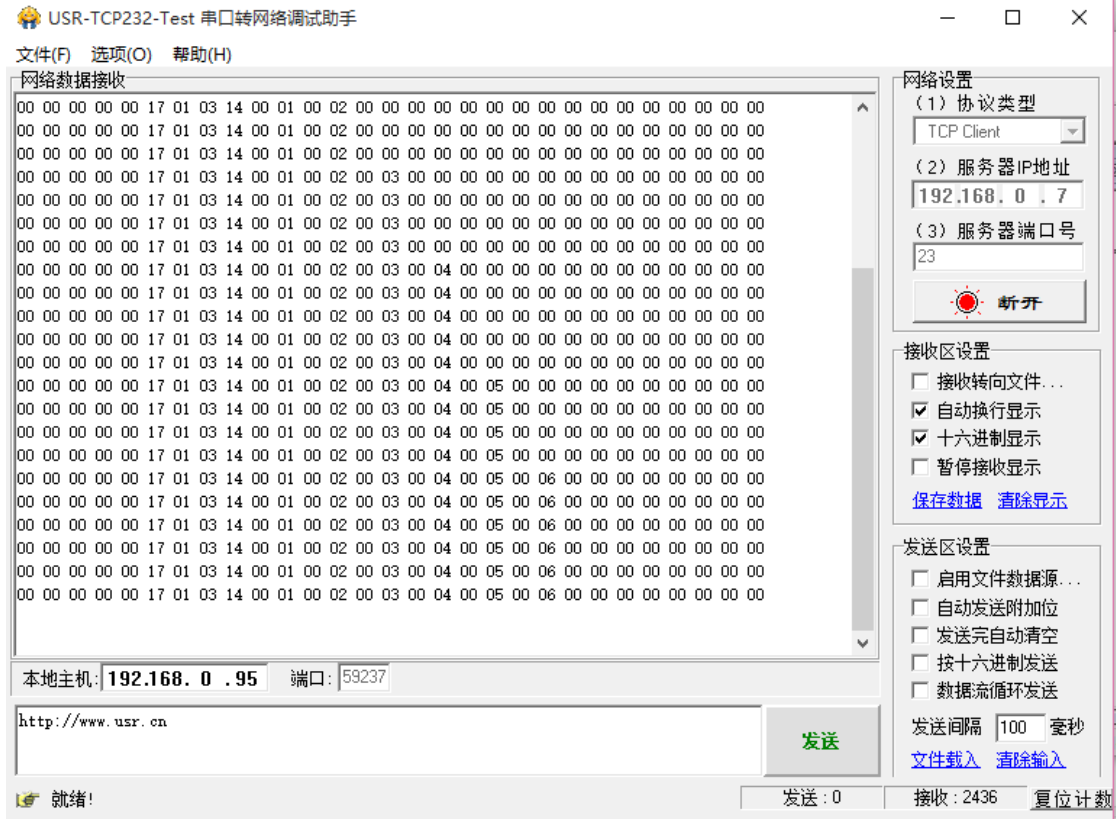 USR-TCP232-Test 串口转网络调试助手
文件(F) 选项(O) 帮助(H)
网络数据接收
00 00 00 00 00 17 01 03 14 00 01 00 02 00 00 00 00 00 00 00 00 00 00 00 00 00 00 00 00
00 00 00 00 00 17 01 03 14 00 01 00 02 00 00 00 00 00 00 00 00 00 00 00 00 00 00 00 00
00 00 00 00 00 17 01 03 14 00 01 00 02 00 00 00 00 00 00 00 00 00 00 00 00 00 00 00 00
00 00 00 00 00 17 01 03 14 00 01 00 02 00 03 00 00 00 00 00 00 00 00 00 00 00 00 00 00
00 00 00 00 00 17 01 03 14 00 01 00 02 00 03 00 00 00 00 00 00 00 00 00 00 00 00 00 00
00 00 00 00 00 17 01 03 14 00 01 00 02 00 03 00 00 00 00 00 00 00 00 00 00 00 00 00 00
00 00 00 00 00 17 01 03 14 00 01 00 02 00 03 00 00 00 00 00 00 00 00 00 00 00 00 00 00
00 00 00 00 00 17 01 03 14 00 01 00 02 00 03 00 04 00 00 00 00 00 00 00 00 00 00 00 00
00 00 00 00 00 17 01 03 14 00 01 00 02 00 03 00 04 00 00 00 00 00 00 00 00 00 00 00 00
00 00 00 00 00 17 01 03 14 00 01 00 02 00 03 00 04 00 00 00 00 00 00 00 00 00 00 00 00
00 00 00 00 00 17 01 03 14 00 01 00 02 00 03 00 04 00 00 00 00 00 00 00 00 00 00 00 00
00 00 00 00 00 17 01 03 14 00 01 00 02 00 03 00 04 00 00 00 00 00 00 00 00 00 00 00 00
00 00 00 00 00 17 01 03 14 00 01 00 02 00 03 00 04 00 05 00 00 00 00 00 00 00 00 00 00
00 00 00 00 00 17 01 03 14 00 01 00 02 00 03 00 04 00 05 00 00 00 00 00 00 00 00 00 00
00 00 00 00 00 17 01 03 14 00 01 00 02 00 03 00 04 00 05 00 00 00 00 00 00 00 00 00 00
00 00 00 00 00 17 01 03 14 00 01 00 02 00 03 00 04 00 05 00 00 00 00 00 00 00 00 00 00
00 00 00 00 00 17 01 03 14 00 01 00 02 00 03 00 04 00 05 00 06 00 00 00 00 00 00 00 00
00 00 00 00 00 17 01 03 14 00 01 00 02 00 03 00 04 00 05 00 06 00 00 00 00 00 00 00 00
00 00 00 00 00 17 01 03 14 00 01 00 02 00 03 00 04 00 05 00 06 00 00 00 00 00 00 00 00
00 00 00 00 00 17 01 03 14 00 01 00 02 00 03 00 04 00 05 00 06 00 00 00 00 00 00 00 00
00 00 00 00 00 17 01 03 14 00 01 00 02 00 03 00 04 00 05 00 06 00 00 00 00 00 00 00 00
00 00 00 00 00 17 01 03 14 00 01 00 02 00 03 00 04 00 05 00 06 00 00 00 00 00 00 00 00
本地主机: 192.168. 0 .95 端口: 59237
http://www.usr.cn
发送
网络设置
(1) 协议类型
TCP Client
(2) 服务器IP地址
192.168. 0 . 7
(3) 服务器端口号
23
断开
接收区设置
接收转向文件...
自动换行显示
十六进制显示
暂停接收显示
保存数据 清除显示
发送区设置
启用文件数据源...
自动发送附加位
发送完自动清空
按十六进制发送
数据流循环发送
发送间隔 100 毫秒
文件载入 清除输入
就绪! 发送 : 0 接收 : 2436 复位计数